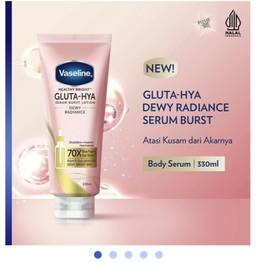 HALAL
INDONESIA
Vaseline
HEALTHY BRIGHT
GLUTA-HYA
SERUM BURST LOTION
DEWY
RADIANCE
70X
NEW!
GLUTA-HYA
DEWY RADIANCE
SERUM BURST
Atasi Kusam dari Akarnya
Body Serum | 330ml